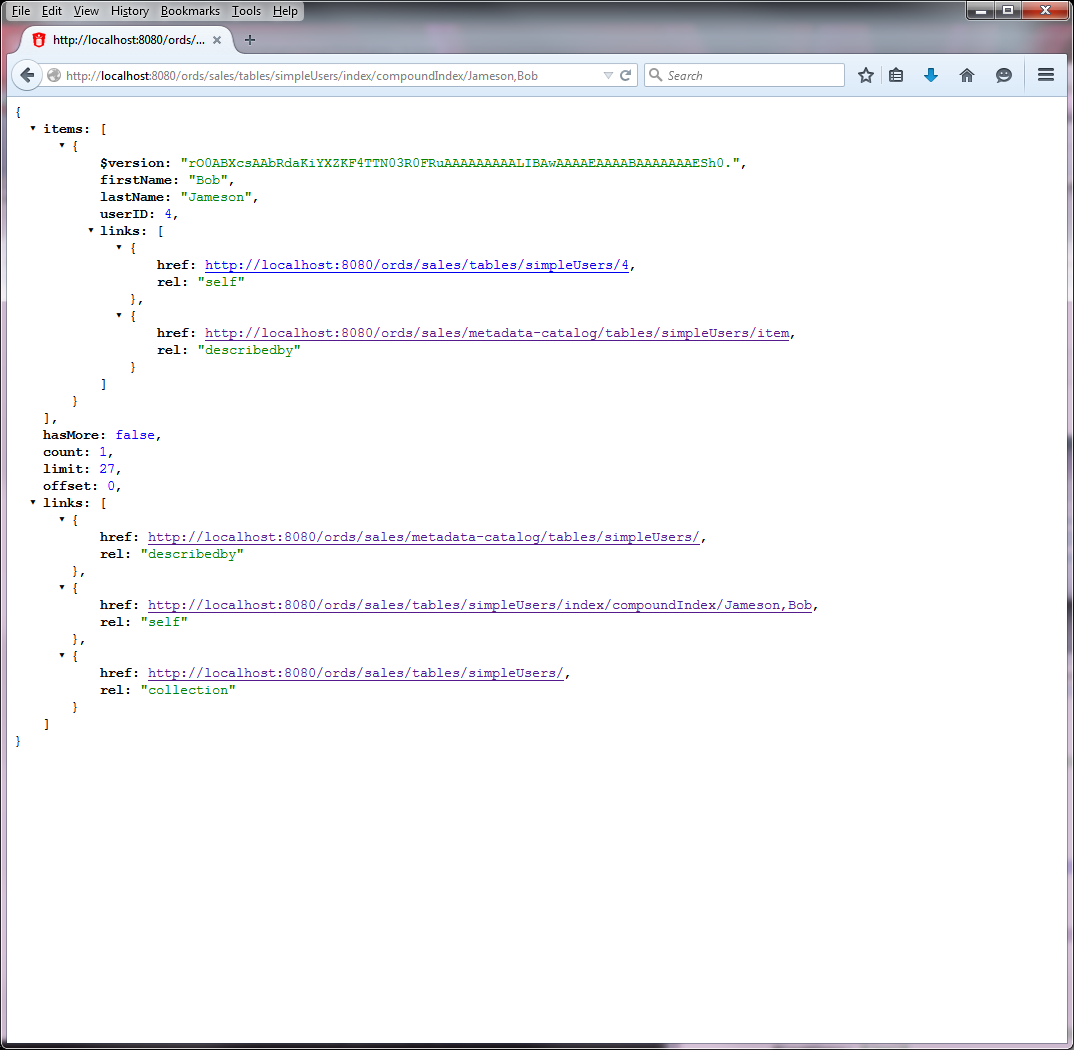 File Edit View History Bookmarks Tools Help
http://localhost:8080/ords/... × +
http://localhost:8080/ords/sales/tables/simpleUsers/index/compoundIndex/Jameson,Bob Search
{
items: [
{
$version: "rO0ABXcsAAbRdaKiYXZKF4TTN03R0FRuAAAAAAAAALIBAwAAAAEAAAABAAAAAAAESh0.",
firstName: "Bob",
lastName: "Jameson",
userID: 4,
links: [
{
href: http://localhost:8080/ords/sales/tables/simpleUsers/4,
rel: "self"
},
{
href: http://localhost:8080/ords/sales/metadata-catalog/tables/simpleUsers/item,
rel: "describedby"
}
]
}
],
hasMore: false,
count: 1,
limit: 27,
offset: 0,
links: [
{
href: http://localhost:8080/ords/sales/metadata-catalog/tables/simpleUsers/,
rel: "describedby"
},
{
href: http://localhost:8080/ords/sales/tables/simpleUsers/index/compoundIndex/Jameson,Bob,
rel: "self"
},
{
href: http://localhost:8080/ords/sales/tables/simpleUsers/,
rel: "collection"
}
]
}